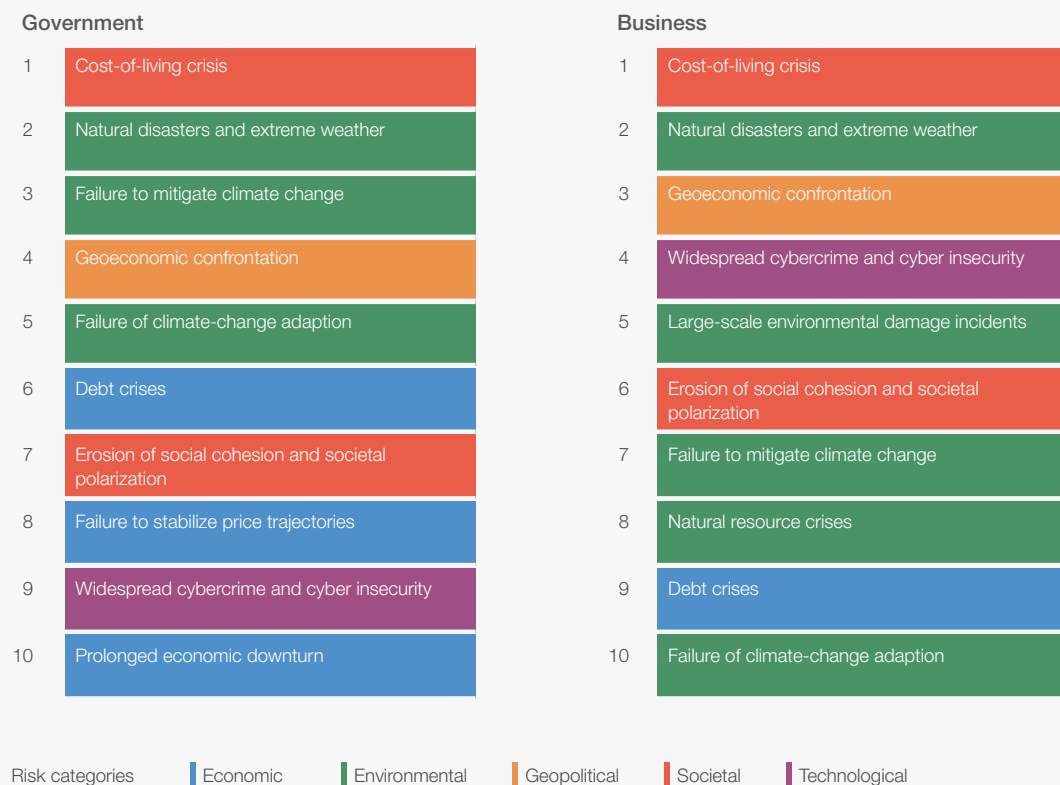 Government
1 Cost-of-living crisis
2 Natural disasters and extreme weather
3 Failure to mitigate climate change
4 Geoeconomic confrontation
5 Failure of climate-change adaption
6 Debt crises
7 Erosion of social cohesion and societal
polarization
8 Failure to stabilize price trajectories
9 Widespread cybercrime and cyber insecurity
10 Prolonged economic downturn
Business
1 Cost-of-living crisis
2 Natural disasters and extreme weather
3 Geoeconomic confrontation
4 Widespread cybercrime and cyber insecurity
5 Large-scale environmental damage incidents
6 Erosion of social cohesion and societal
polarization
7 Failure to mitigate climate change
8 Natural resource crises
9 Debt crises
10 Failure of climate-change adaption
Risk categories Economic Environmental Geopolitical Societal Technological